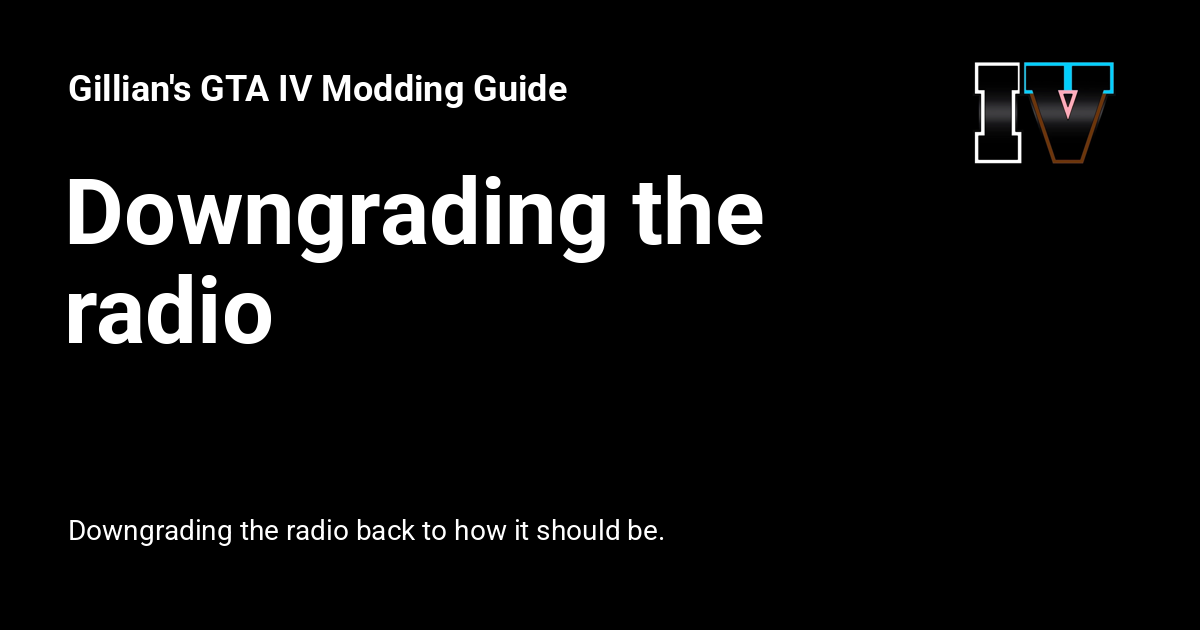 Gillian's GTA IV Modding Guide
IV
Downgrading the
radio
Downgrading the radio back to how it should be.